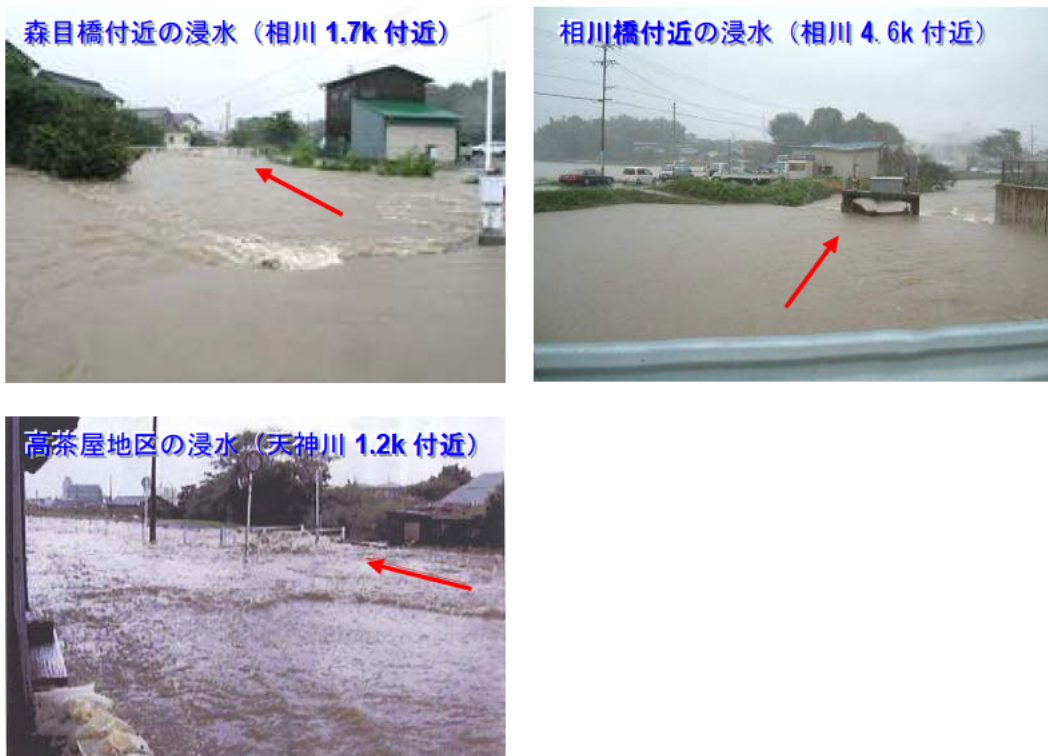 森目橋付近の浸水（相川 1.7k 付近）
相川橋付近の浸水（相川 4.6k 付近）
高茶屋地区の浸水（天神川 1.2k 付近）